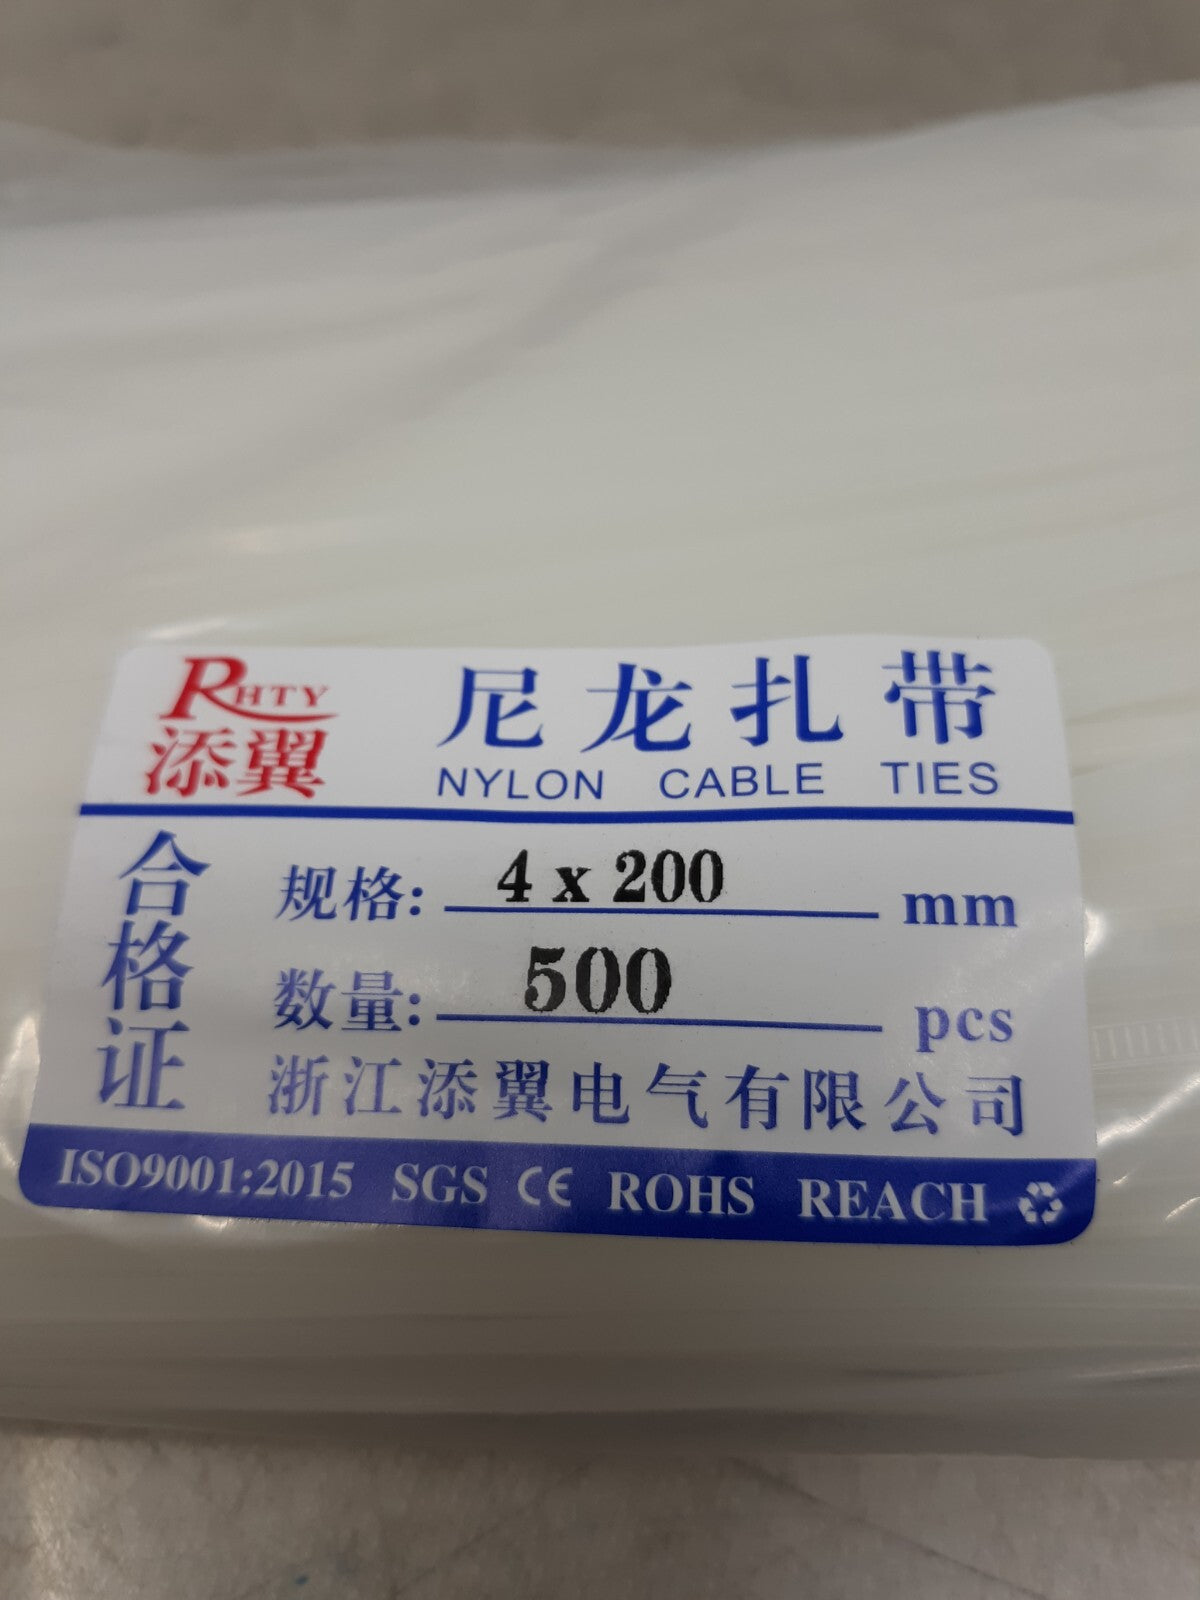 RHTY
添翼
尼龙扎带
NYLON CABLE TIES
合格证
规格: 4 x 200 mm
数量: 500 pcs
浙江添翼电气有限公司
ISO9001:2015 SGS CE ROHS REACH